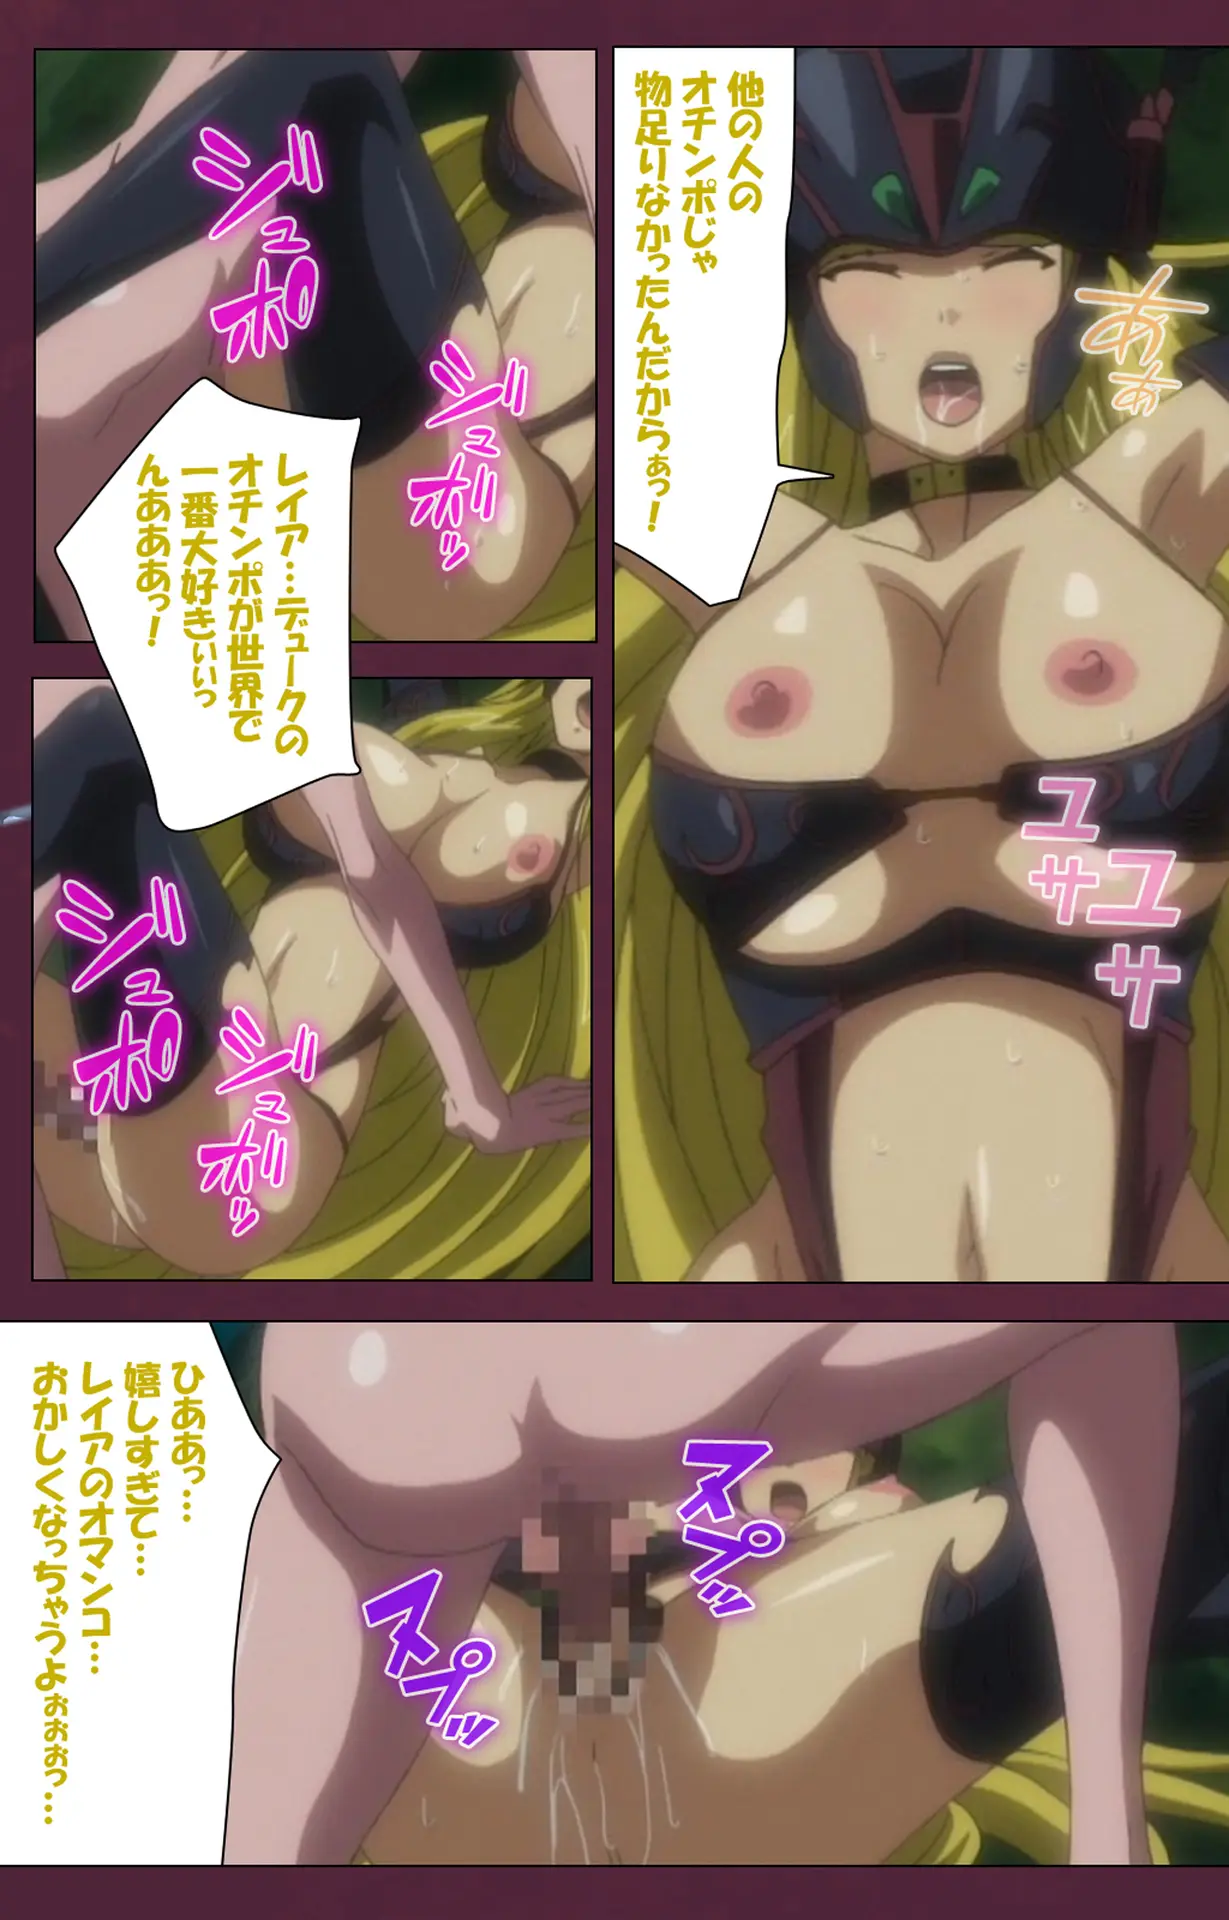 他の人の
オチンポじゃ
物足りなかったんだからぁっ！
あぁ
あぁ
ユサ
ユサ
ジュポ
ジュポッ
レイア…デュークの
オチンポが世界で
一番大好きぃぃっ
んあああっ！
ジュポ
ジュポッ
ひああっ…
嬉しすぎて…
レイアのオマンコ…
おかしくなっちゃうよぉぉぉっ…
ヌプッ
ヌプッ